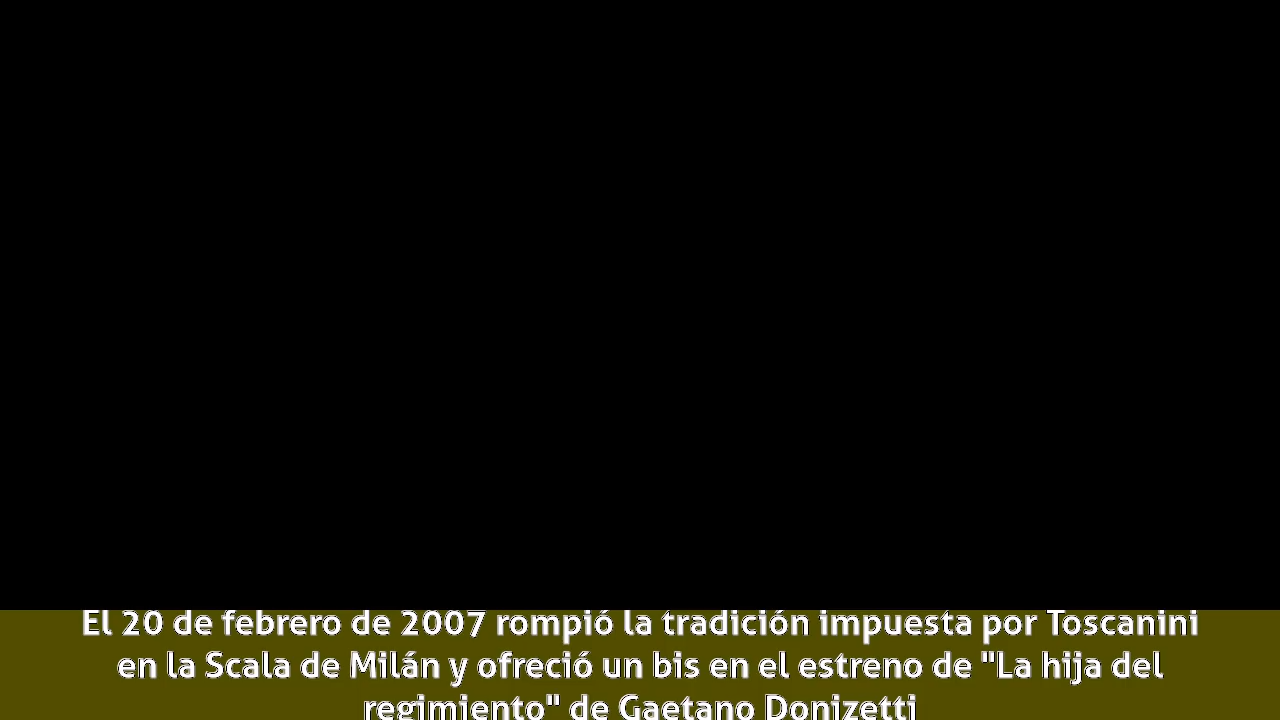 El 20 de febrero de 2007 rompió la tradición impuesta por Toscanini
en la Scala de Milán y ofreció un bis en el estreno de "La hija del
regimiento" de Gaetano Donizetti